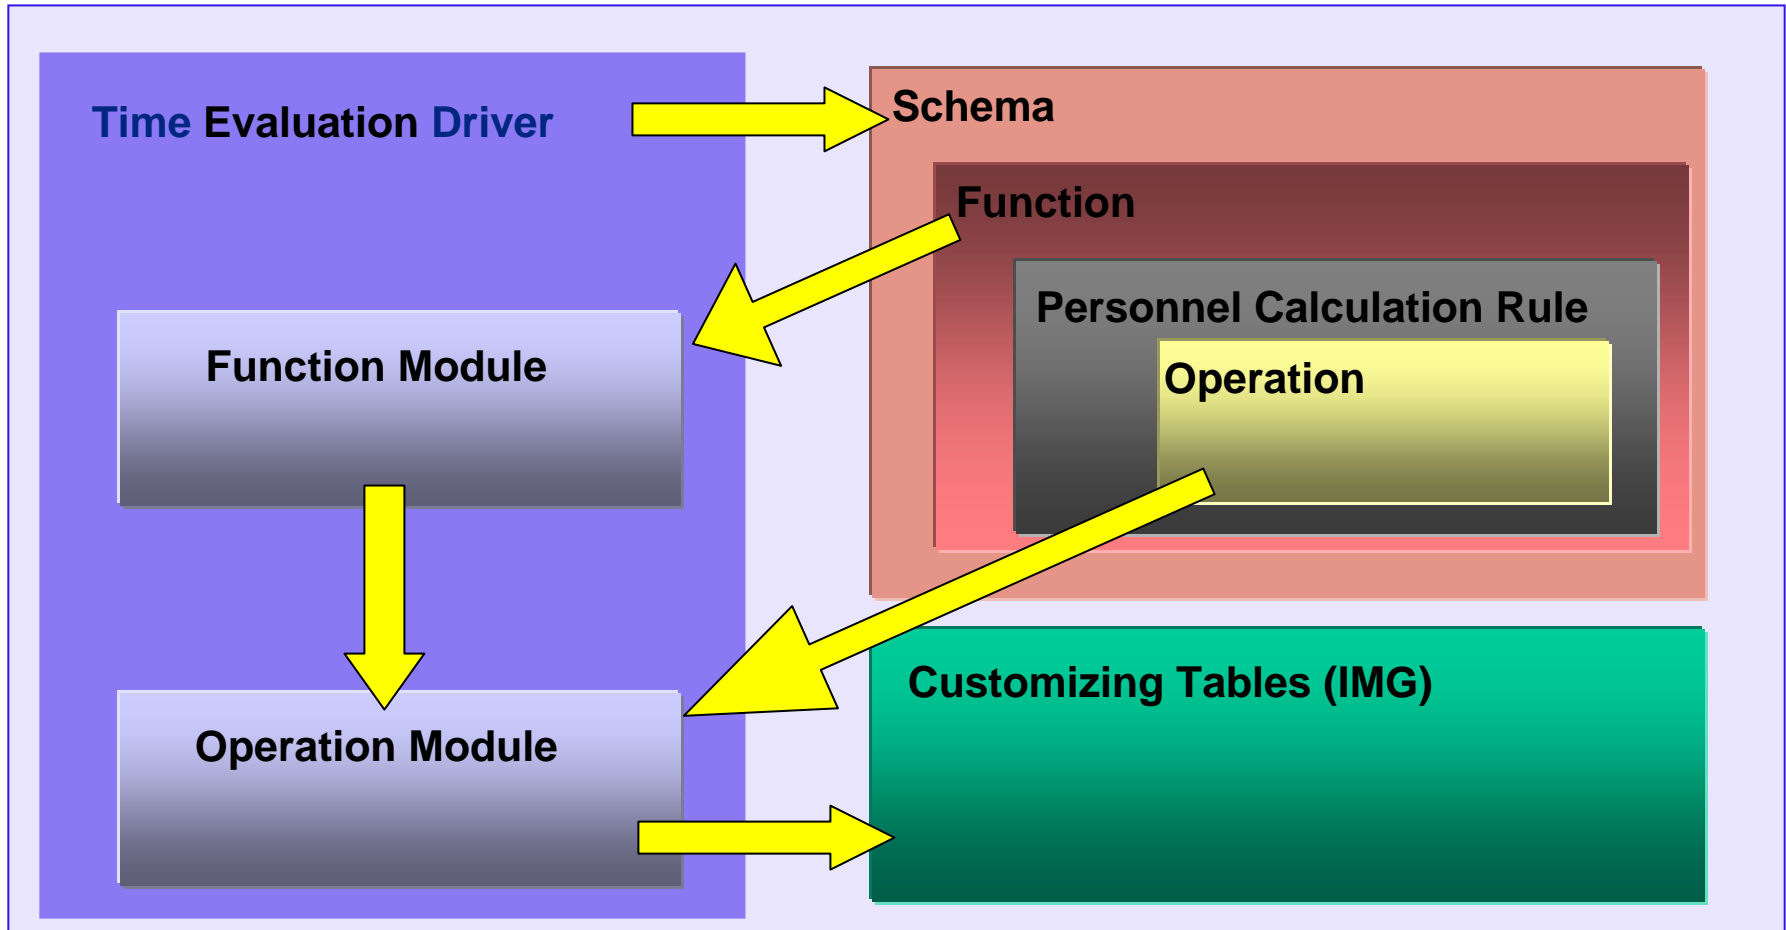 Time Evaluation Driver
Schema
Function
Personnel Calculation Rule
Function Module
Operation
Customizing Tables (IMG)
Operation Module